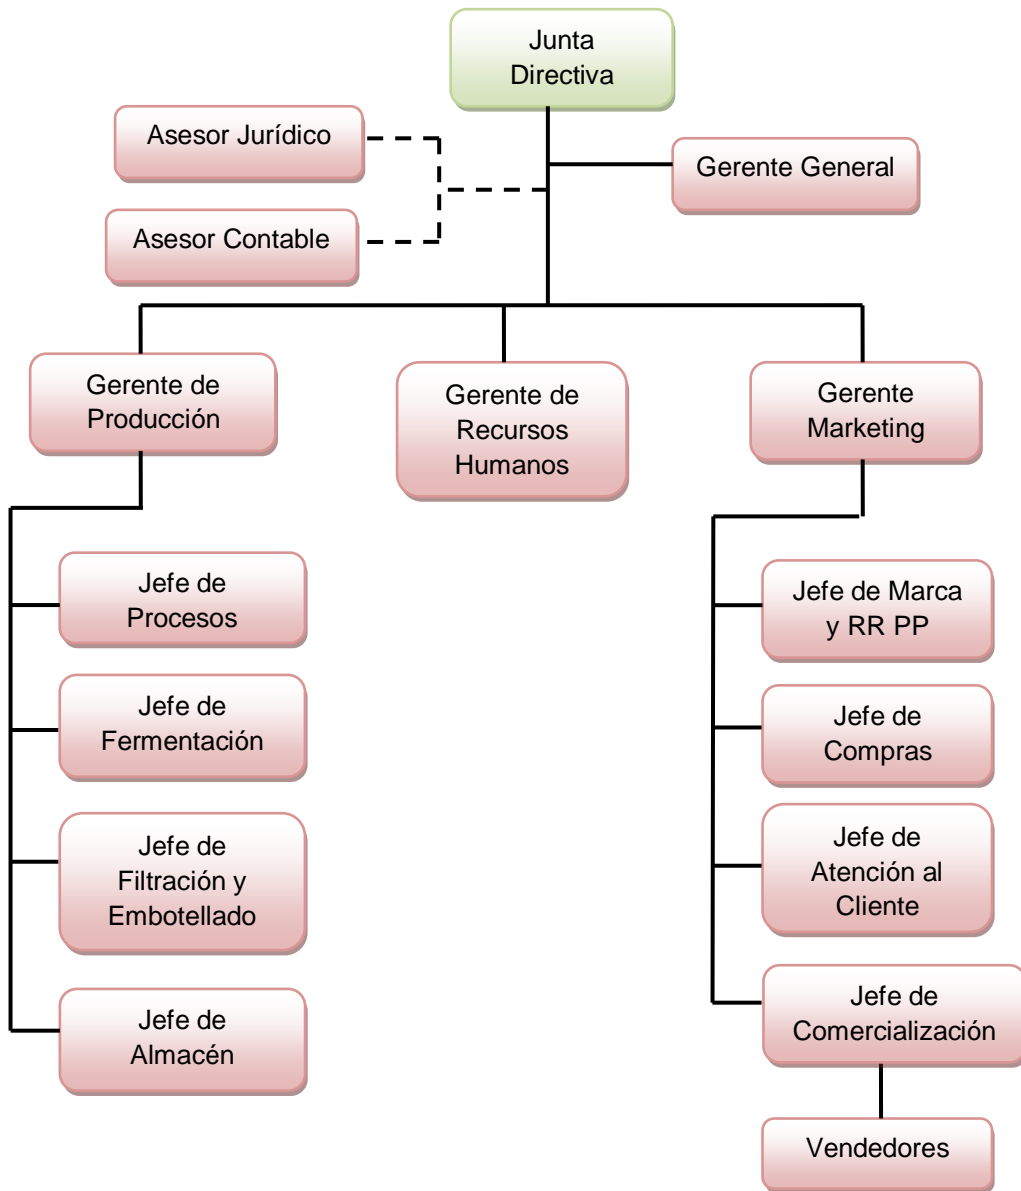 Junta
Directiva
Asesor Jurídico
Gerente General
Asesor Contable
Gerente de
Producción
Gerente de
Recursos
Humanos
Gerente
Marketing
Jefe de
Procesos
Jefe de
Fermentación
Jefe de
Filtración y
Embotellado
Jefe de
Almacén
Jefe de Marca
y RR PP
Jefe de
Compras
Jefe de
Atención al
Cliente
Jefe de
Comercialización
Vendedores